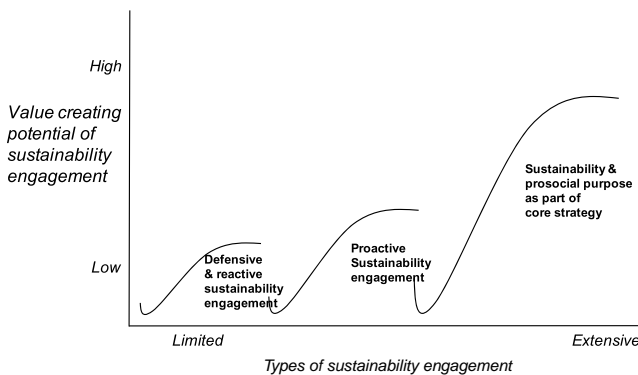 High
Value creating
potential of
sustainability
engagement
Low
Defensive
& reactive
sustainability
engagement
Proactive
Sustainability
engagement
Sustainability &
prosocial purpose
as part of
core strategy
Limited
Extensive
Types of sustainability engagement